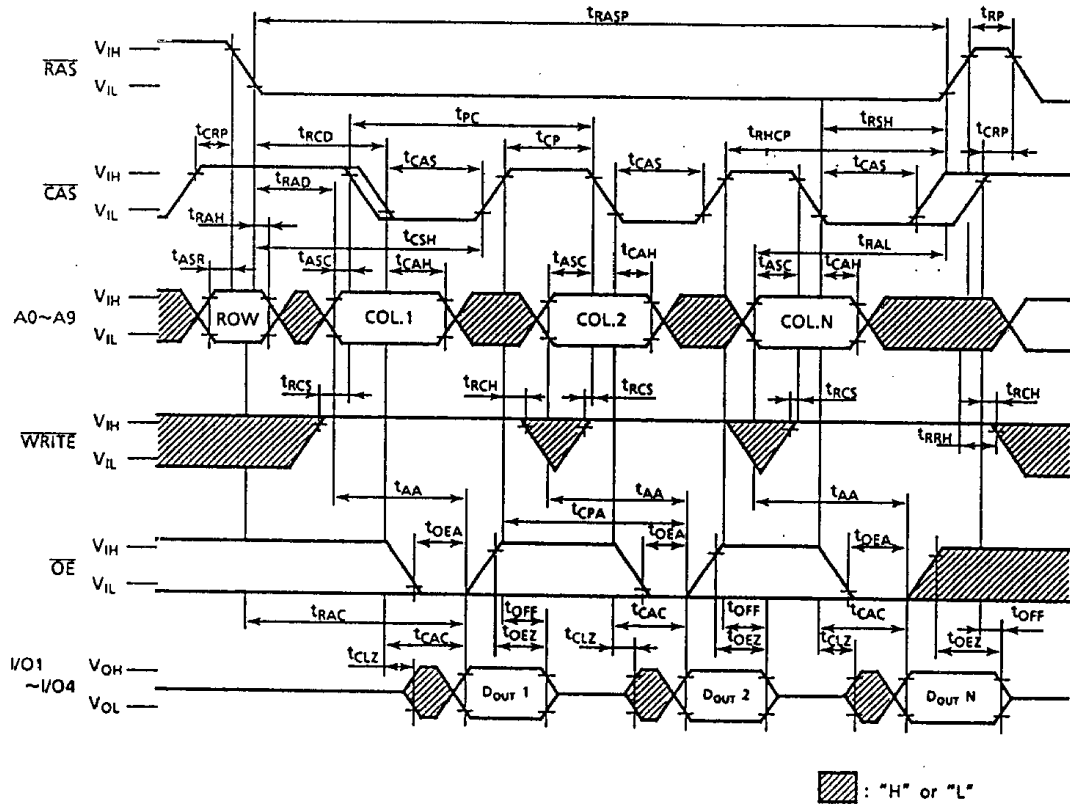 tRASP tRP
VIH
RAS
VIL
tPC tRSH
tCRP tRCD tCP tRHCP tCRP
tCAS tCAS tCAS
VIH
CAS tRAD
VIL
tRAH tCSH tRAL
tASR tASC tCAH tASC tCAH tASC tCAH
VIH
A0~A9 ROW COL.1 COL.2 COL.N
VIL
tRCS tRCH tRCS tRCS tRCH
VIH
WRITE
VIL tRRH
tAA tAA tAA
tCPA
tOEA tOEA tOEA
VIH
OE
VIL
tRAC tOFF tCAC tOFF tCAC tOFF
tCAC tOEZ tCLZ tOEZ tCLZ tOEZ
tCLZ
I/O1 VOH
~I/O4 DOUT 1 DOUT 2 DOUT N
VOL
: "H" or "L"